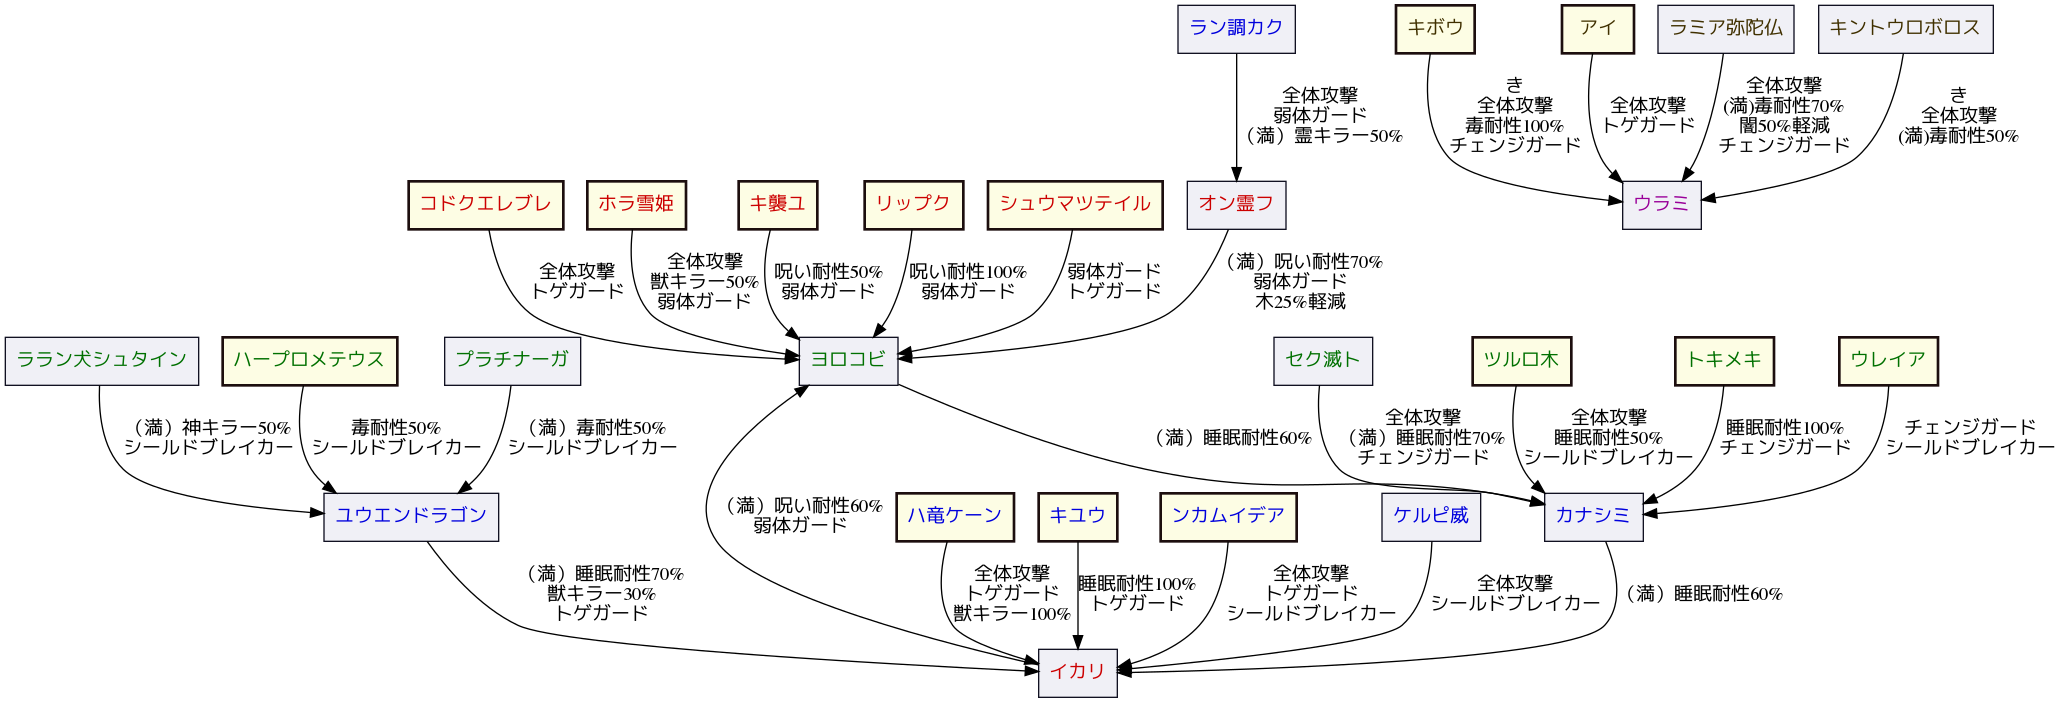 ラン調カク
キボウ
アイ
ラミア弥陀仏
キントウロボロス
全体攻撃
弱体ガード
（満）霊キラー50%
き
全体攻撃
毒耐性100%
チェンジガード
全体攻撃
トゲガード
全体攻撃
(満)毒耐性70%
闇50%軽減
チェンジガード
き
全体攻撃
(満)毒耐性50%
コドクエレブレ
ホラ雪姫
キ襲ユ
リップク
シュウマツテイル
オン霊フ
ウラミ
全体攻撃
トゲガード
全体攻撃
獣キラー50%
弱体ガード
呪い耐性50%
弱体ガード
呪い耐性100%
弱体ガード
弱体ガード
トゲガード
（満）呪い耐性70%
弱体ガード
木25%軽減
ララン犬シュタイン
ハープロメテウス
プラチナーガ
ヨロコビ
セク滅ト
ツルロ木
トキメキ
ウレイア
（満）神キラー50%
シールドブレイカー
毒耐性50%
シールドブレイカー
（満）毒耐性50%
シールドブレイカー
（満）睡眠耐性60%
全体攻撃
（満）睡眠耐性70%
チェンジガード
全体攻撃
睡眠耐性50%
シールドブレイカー
睡眠耐性100%
チェンジガード
チェンジガード
シールドブレイカー
ユウエンドラゴン
（満）呪い耐性60%
弱体ガード
ハ竜ケーン
キユウ
ンカムイデア
ケルピ威
カナシミ
（満）睡眠耐性70%
獣キラー30%
トゲガード
全体攻撃
トゲガード
獣キラー100%
睡眠耐性100%
トゲガード
全体攻撃
トゲガード
シールドブレイカー
全体攻撃
シールドブレイカー
（満）睡眠耐性60%
イカリ